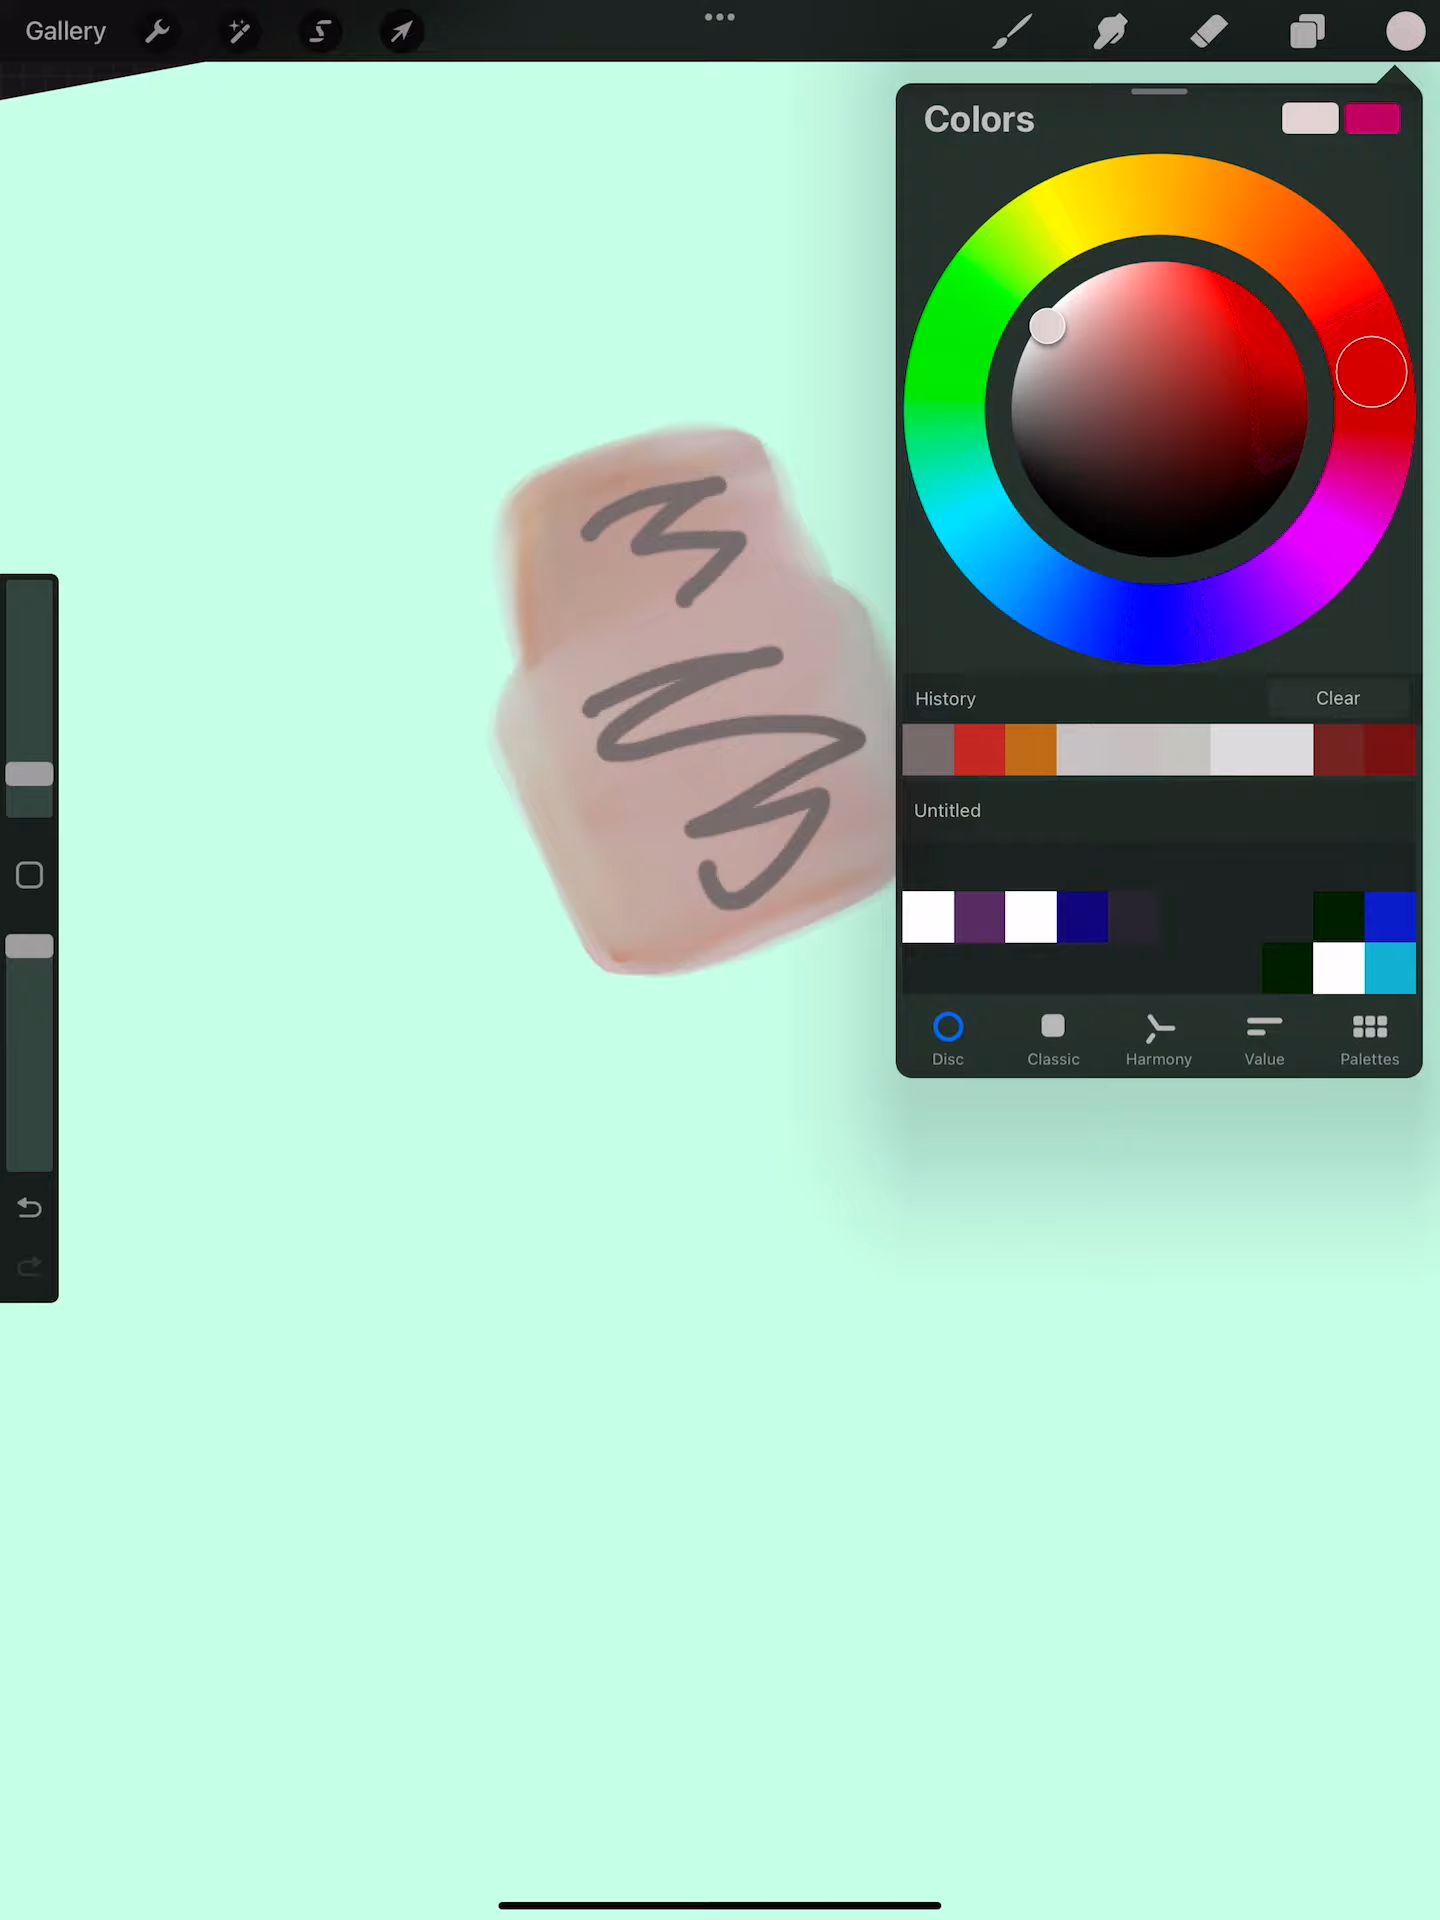 Gallery
Colors
History Clear
Untitled
Disc Classic Harmony Value Palettes